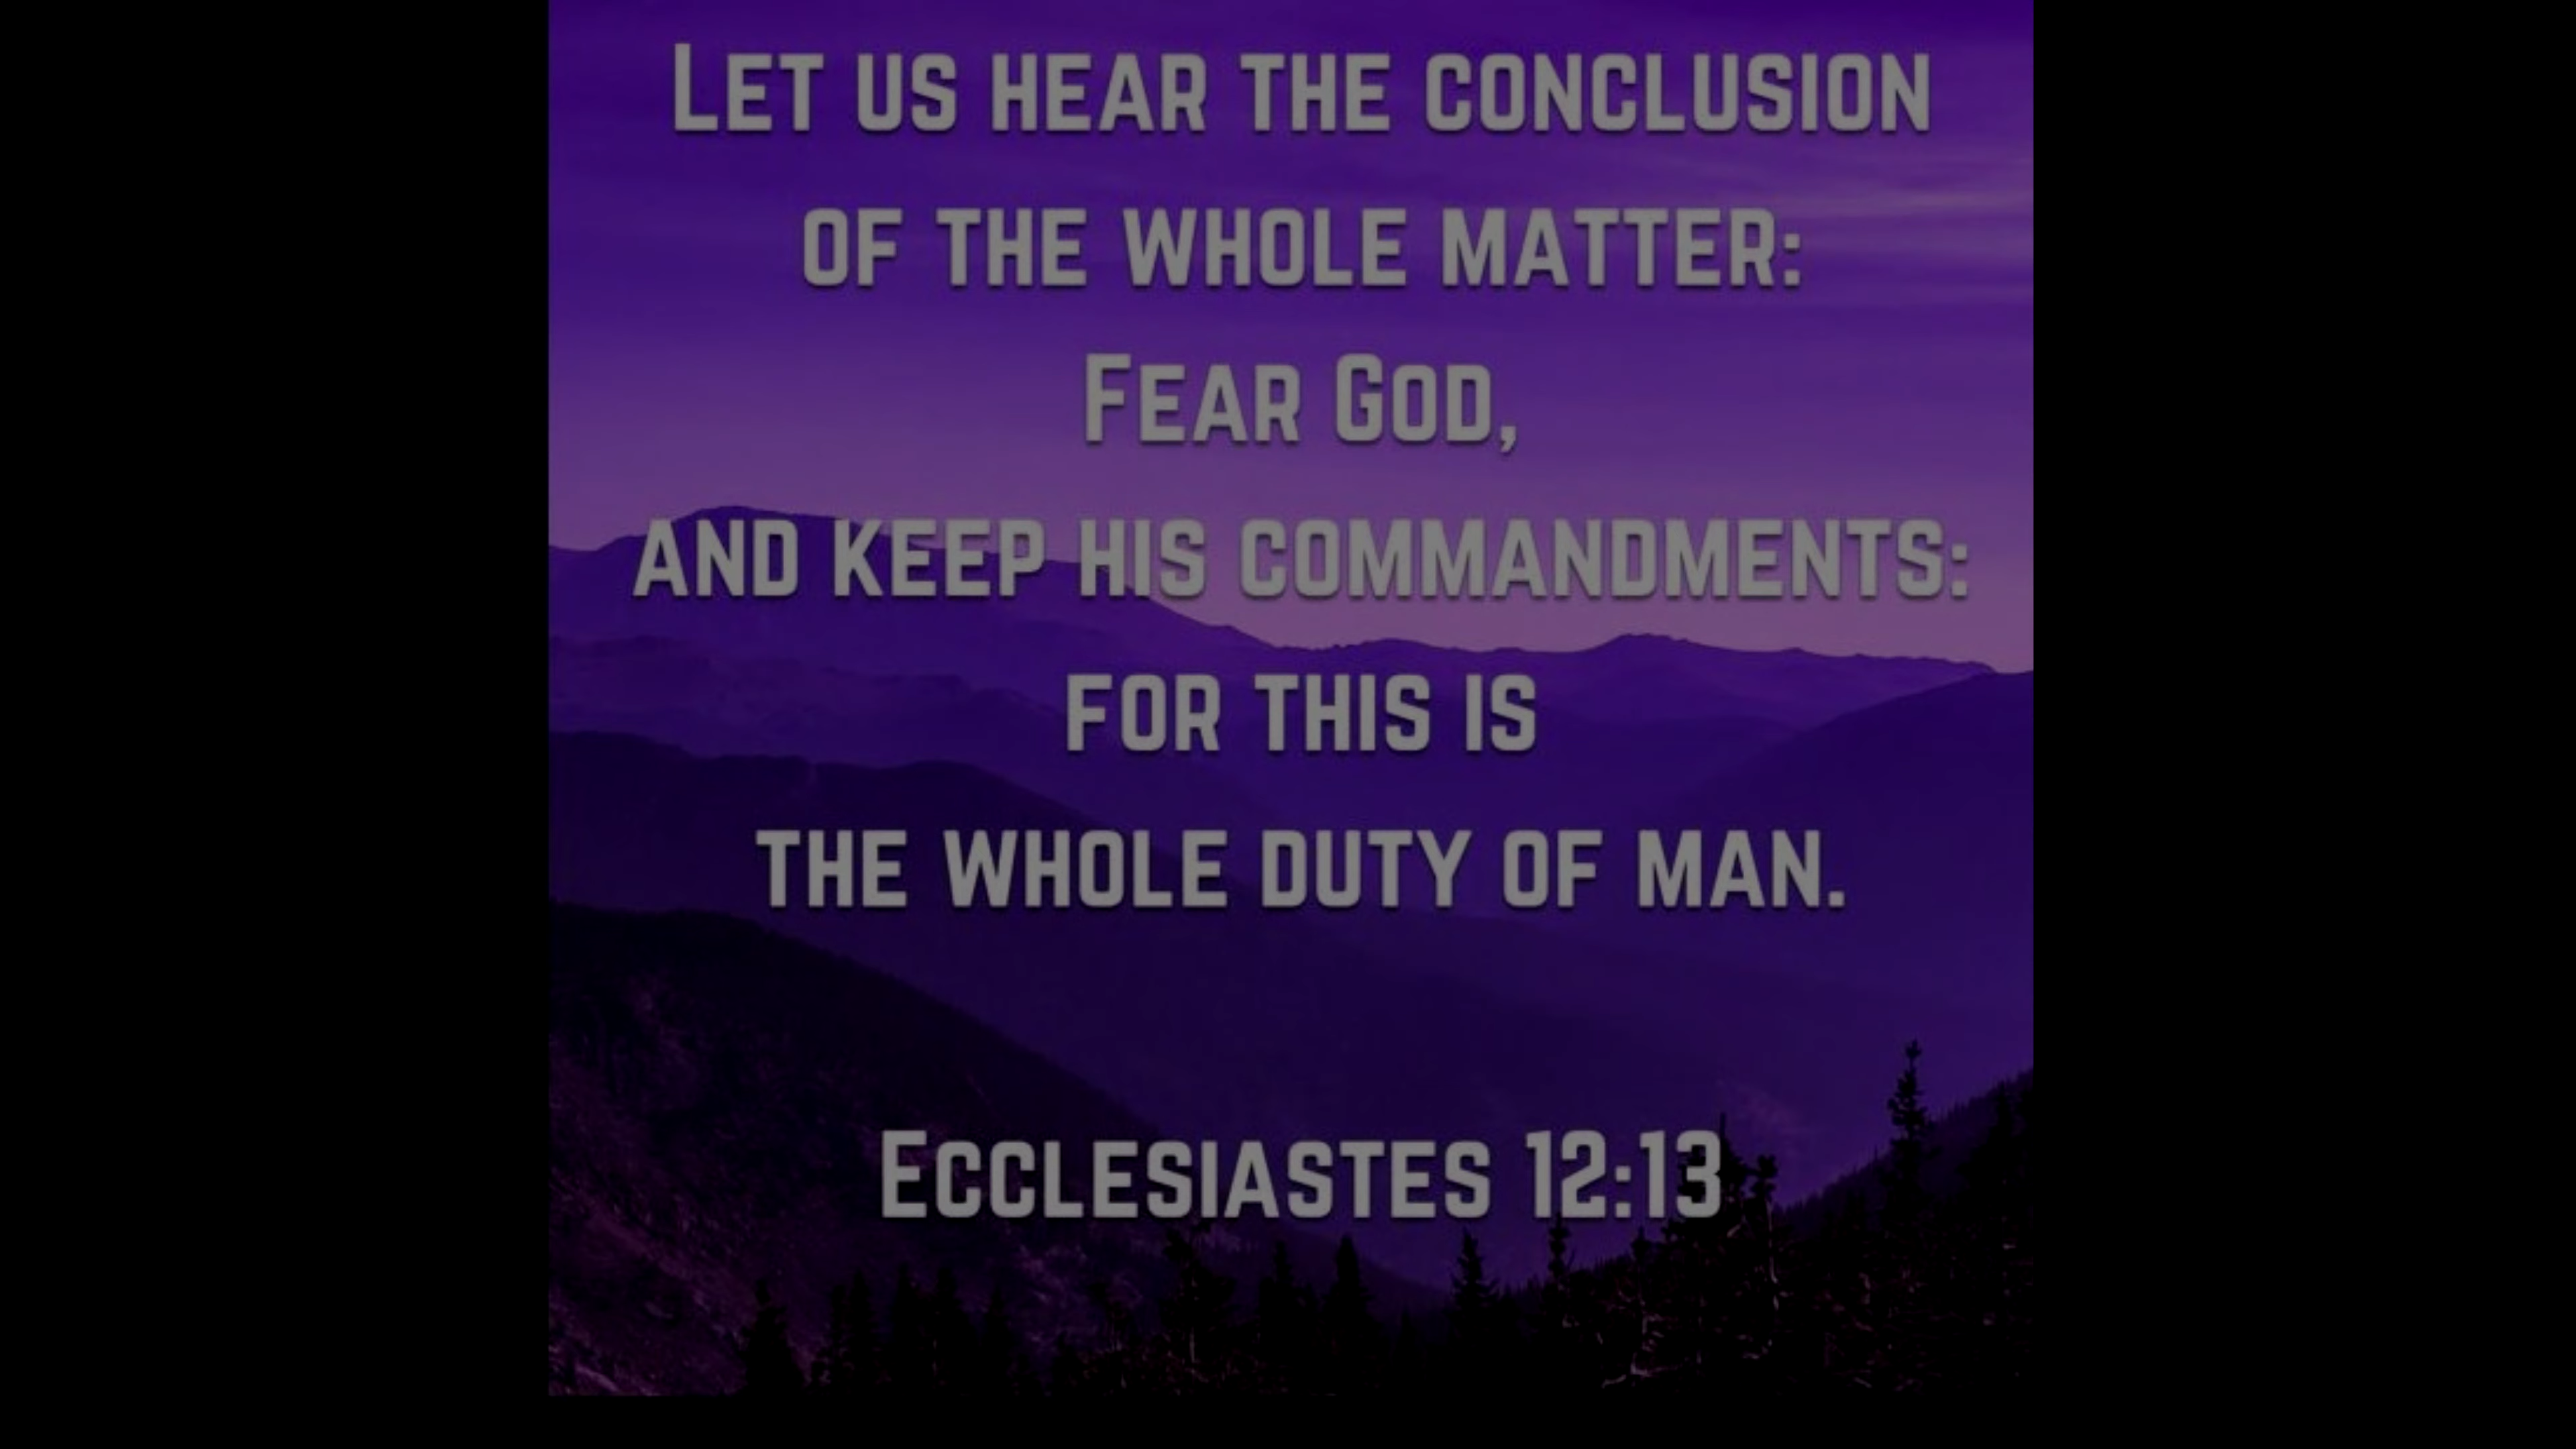 Let us hear the conclusion
of the whole matter:
Fear God,
and keep his commandments:
for this is
the whole duty of man.
Ecclesiastes 12:13